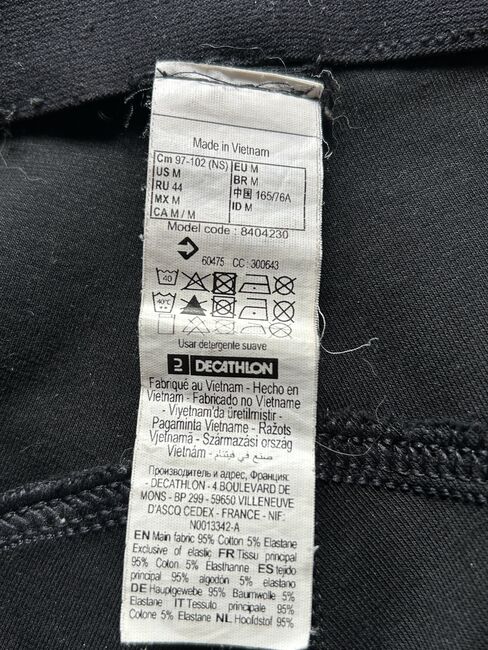 Made in Vietnam
Cm 97-102 (NS) EU M
US M BR M
RU 44 中国 165/76A
MX M ID M
CA M / M
Model code : 8404230
60475 CC : 300643
40
40°C
Usar detergente suave
DECATHLON
Fabriqué au Vietnam - Hecho en
Vietnam - Fabricado no Vietname
- Viyetnam'da üretilmiştir -
Pagaminta Vietname - Ražots
Vjetnamā - Származási ország
Vietnám - صنع في فيتنام
Производитель и адрес, Франция:
- DECATHLON - 4 BOULEVARD DE
MONS - BP 299 - 59650 VILLENEUVE
D'ASCQ CEDEX - FRANCE - NIF:
N0013342-A
EN Main fabric 95% Cotton 5% Elastane
Exclusive of elastic FR Tissu principal
95% Coton 5% Elasthanne ES tejido
principal 95% algodón 5% elastano
DE Hauptgewebe 95% Baumwolle 5%
Elastane IT Tessuto principale 95%
Cotone 5% Elastane NL Hoofdstof 95%